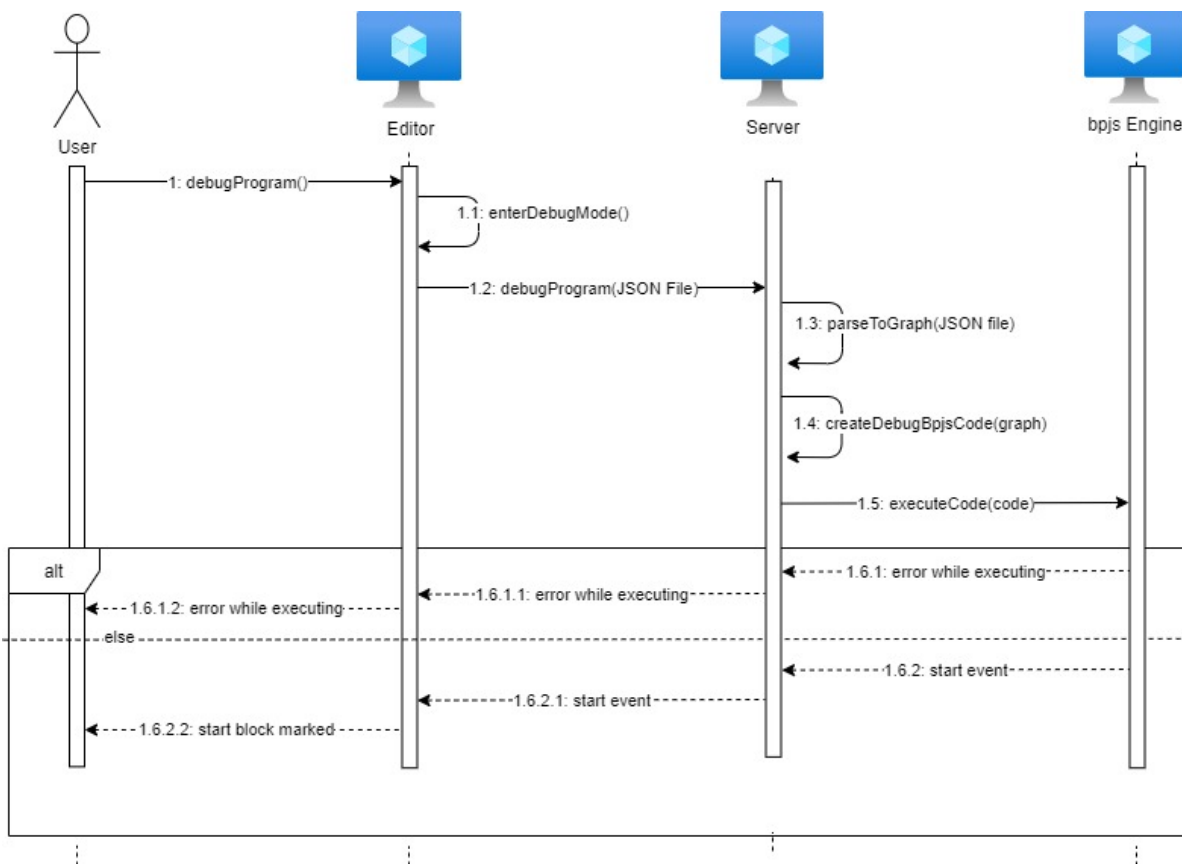 User
Editor
Server
bpjs Engine
1: debugProgram()
1.1: enterDebugMode()
1.2: debugProgram(JSON File)
1.3: parseToGraph(JSON file)
1.4: createDebugBpjsCode(graph)
1.5: executeCode(code)
alt
1.6.1: error while executing
1.6.1.1: error while executing
1.6.1.2: error while executing
else
1.6.2: start event
1.6.2.1: start event
1.6.2.2: start block marked